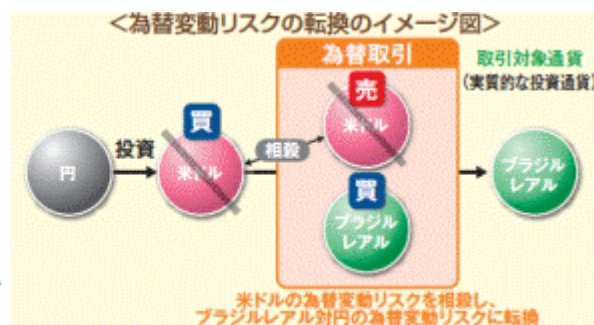 <為替変動リスクの転換のイメージ図>
為替取引
取引対象通貨
(実質的な投資通貨)
円
投資
買
米ドル
相殺
売
米ドル
買
ブラジル
レアル
ブラジル
レアル
米ドルの為替変動リスクを相殺し、
ブラジルレアル対円の為替変動リスクに転換